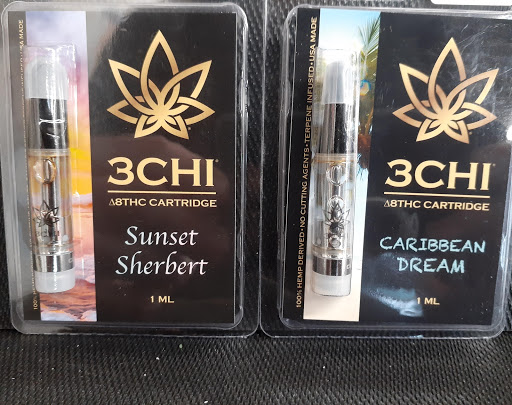 3CHI
Δ8THC CARTRIDGE
Sunset
Sherbert
1 ML
100% HEMP DERIVED • NO CUTTING AGENTS • TERPENE INFUSED • USA MADE
3CHI
Δ8THC CARTRIDGE
CARIBBEAN
DREAM
1 ML